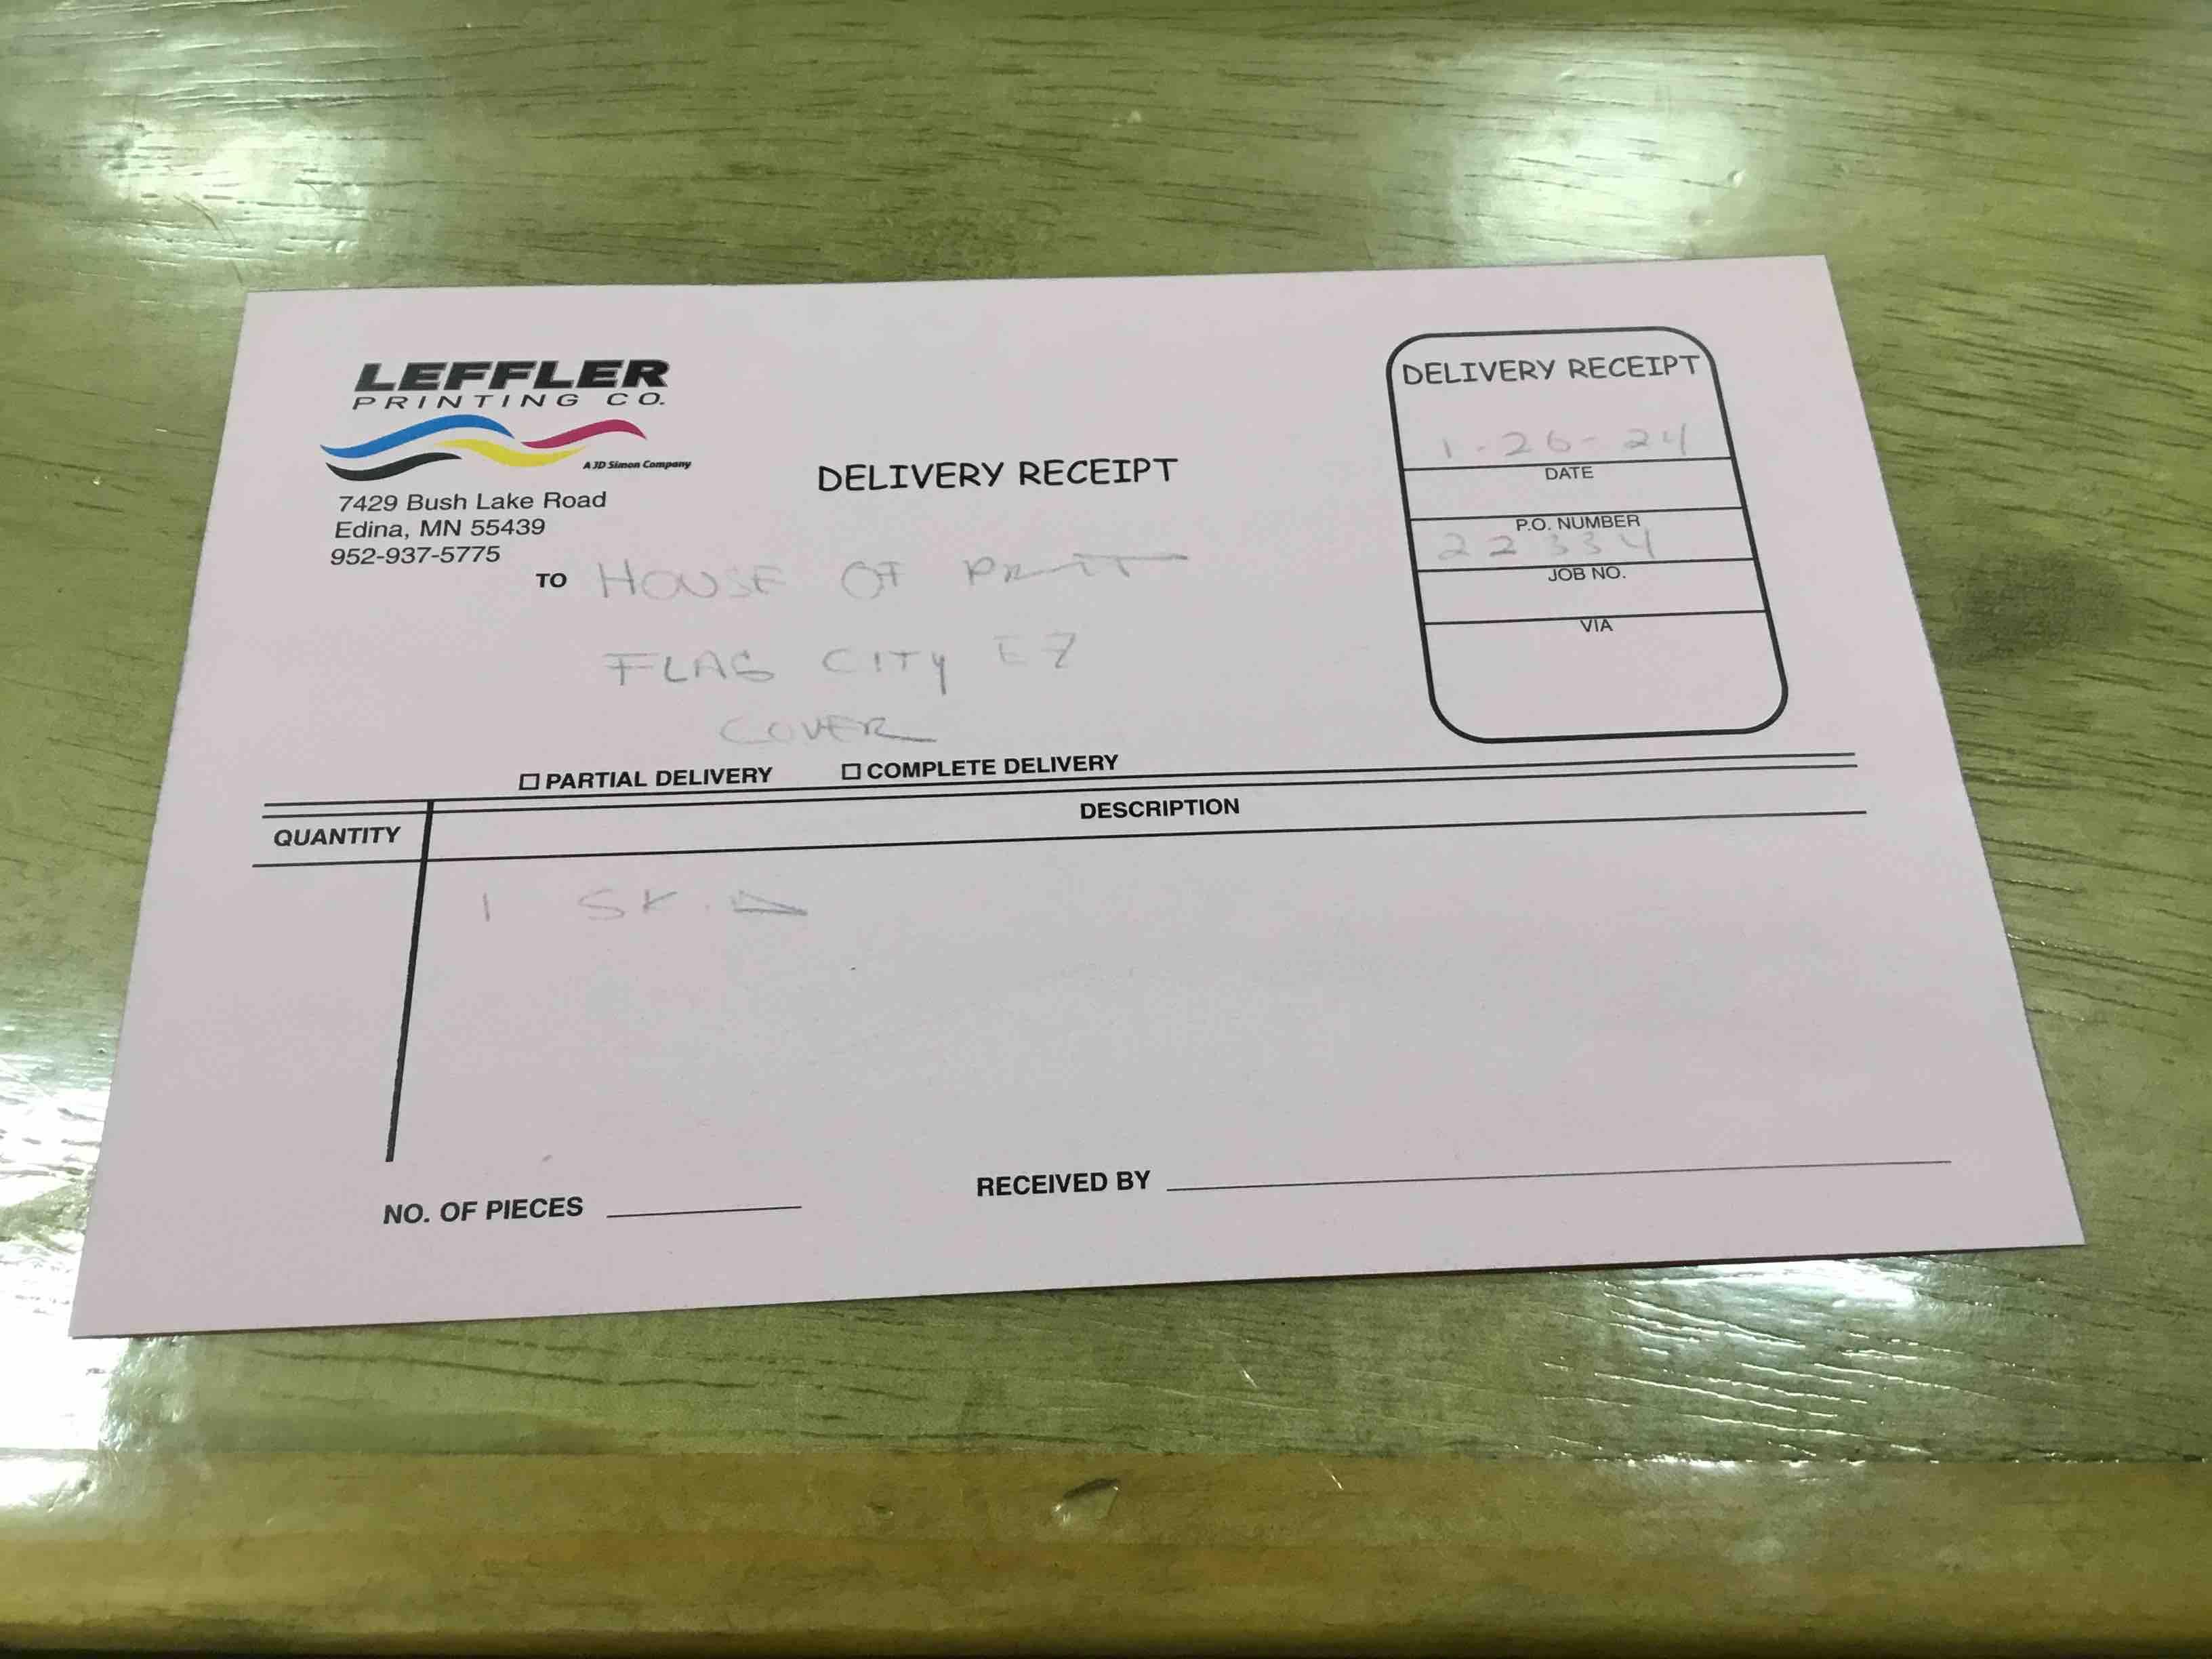 LEFFLER
PRINTING CO.
A JD Simon Company
7429 Bush Lake Road
Edina, MN 55439
952-937-5775
DELIVERY RECEIPT
DELIVERY RECEIPT
1-26-24
DATE
P.O. NUMBER
22334
JOB NO.
VIA
TO HOUSE OF
FLAG CITY EZ
COVER
☐ PARTIAL DELIVERY ☐ COMPLETE DELIVERY
QUANTITY DESCRIPTION
1
NO. OF PIECES
RECEIVED BY